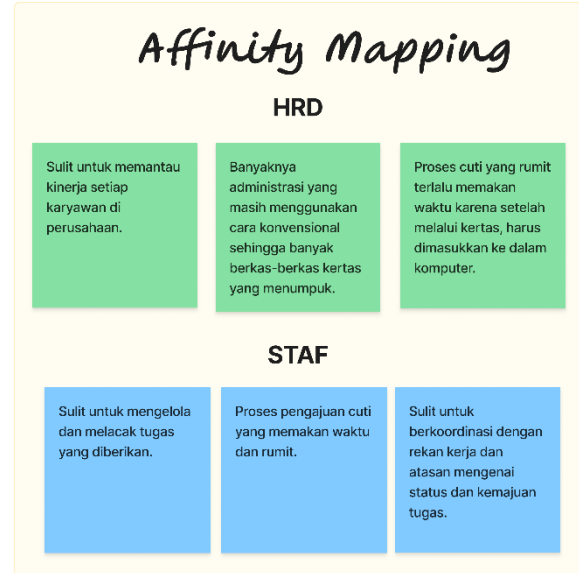 Affinity Mapping
HRD
Sulit untuk memantau
kinerja setiap
karyawan di
perusahaan.
Banyaknya
administrasi yang
masih menggunakan
cara konvensional
sehingga banyak
berkas-berkas kertas
yang menumpuk.
Proses cuti yang rumit
terlalu memakan
waktu karena setelah
melalui kertas, harus
dimasukkan ke dalam
komputer.
STAF
Sulit untuk mengelola
dan melacak tugas
yang diberikan.
Proses pengajuan cuti
yang memakan waktu
dan rumit.
Sulit untuk
berkoordinasi dengan
rekan kerja dan
atasan mengenai
status dan kemajuan
tugas.